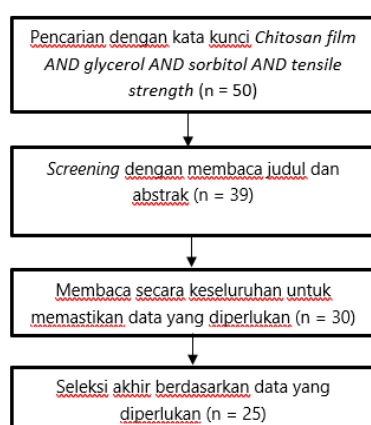 Pencarian dengan kata kunci Chitosan film
AND glycerol AND sorbitol AND tensile
strength (n = 50)
Screening dengan membaca judul dan
abstrak (n = 39)
Membaca secara keseluruhan untuk
memastikan data yang diperlukan (n = 30)
Seleksi akhir berdasarkan data yang
diperlukan (n = 25)